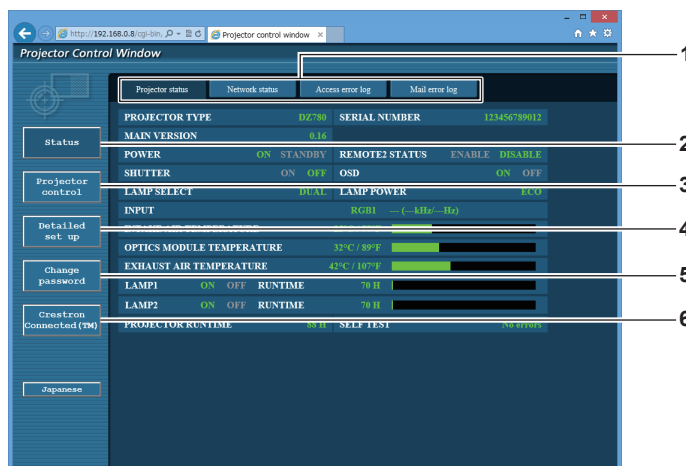 http://192.168.0.8/cgi-bin, Projector control window ×
Projector Control Window
1
Projector status Network status Access error log Mail error log
PROJECTOR TYPE DZ780 SERIAL NUMBER 123456789012
MAIN VERSION 0.16
Status 2
POWER ON STANDBY REMOTE2 STATUS ENABLE DISABLE
SHUTTER ON OFF OSD ON OFF
Projector
control 3
LAMP SELECT DUAL LAMP POWER ECO
INPUT RGB1 --- (---kHz/---Hz)
Detailed
set up 4
INTAKE AIR TEMPERATURE
OPTICS MODULE TEMPERATURE 32°C / 89°F
EXHAUST AIR TEMPERATURE 42°C / 107°F
Change
password 5
LAMP1 ON OFF RUNTIME 70 H
LAMP2 ON OFF RUNTIME 70 H
Crestron
Connected(TM) 6
PROJECTOR RUNTIME 88 H SELF TEST No errors
Japanese